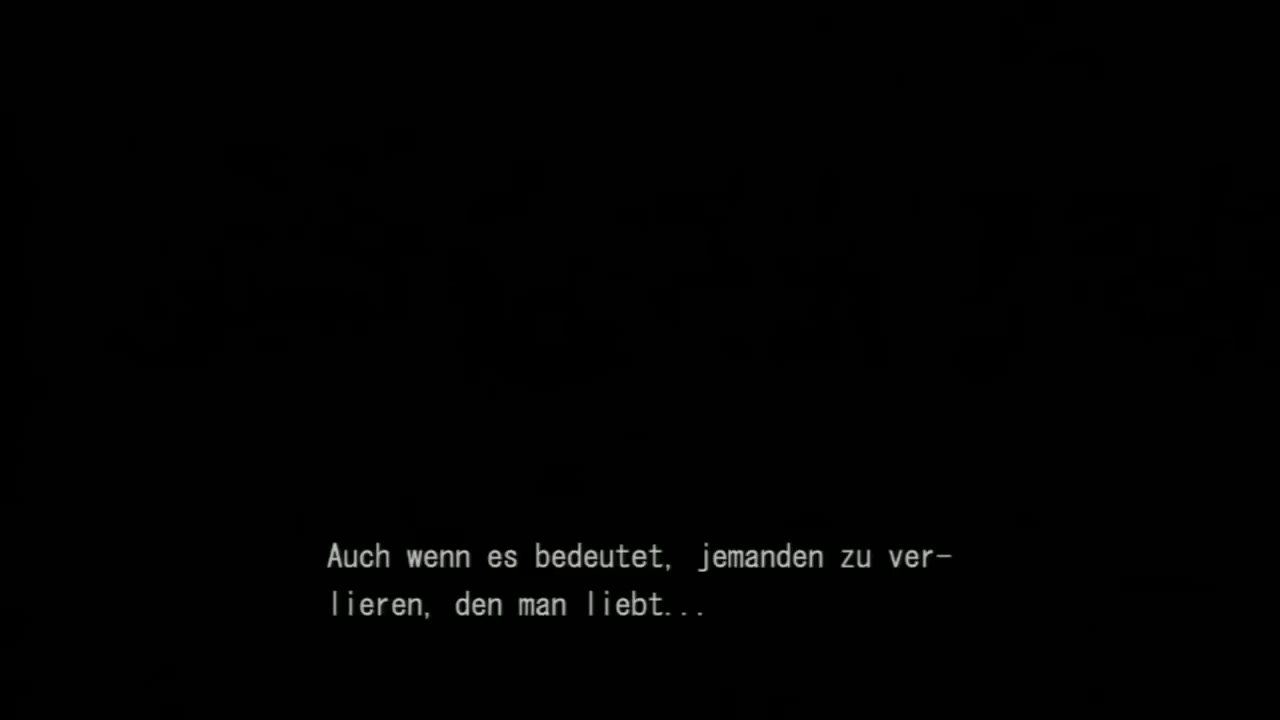 Auch wenn es bedeutet, jemanden zu ver-
lieren, den man liebt...